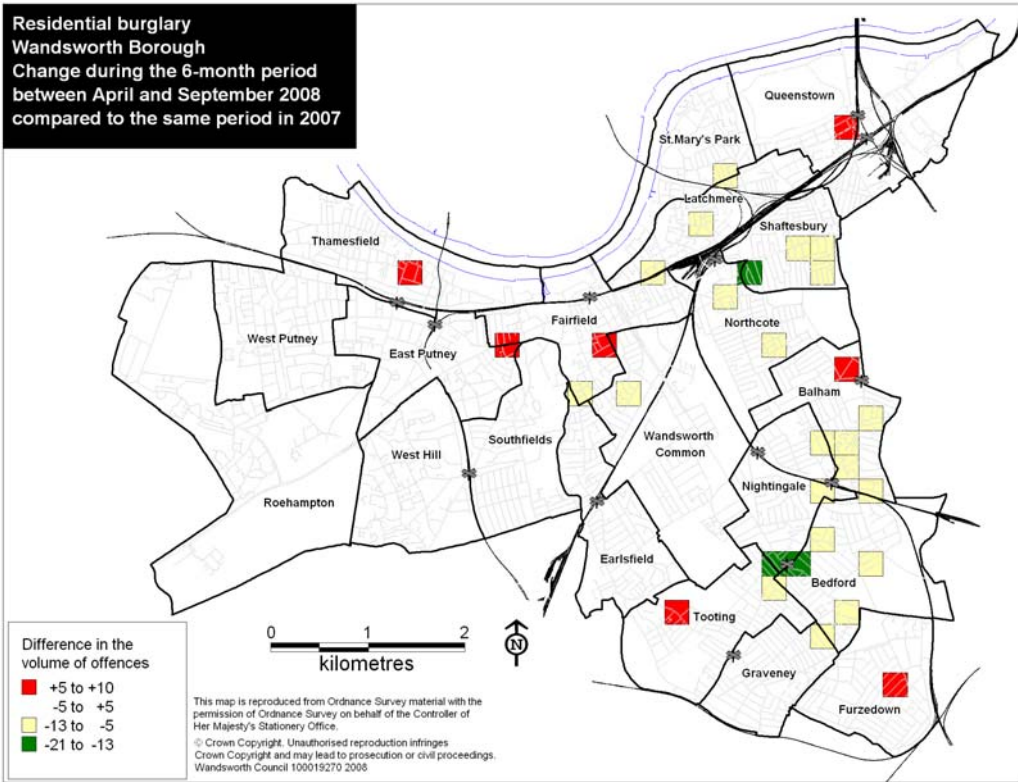 Residential burglary
Wandsworth Borough
Change during the 6-month period
between April and September 2008
compared to the same period in 2007
Queenstown
St.Mary's Park
Latchmere
Shaftesbury
Thamesfield
Fairfield
Northcote
West Putney
East Putney
Balham
Southfields
Wandsworth
Common
West Hill
Nightingale
Roehampton
Earlsfield
Bedford
Tooting
Graveney
Furzedown
Difference in the
volume of offences
+5 to +10
-5 to +5
-13 to -5
-21 to -13
0 1 2
kilometres
N
This map is reproduced from Ordnance Survey material with the
permission of Ordnance Survey on behalf of the Controller of
Her Majesty's Stationery Office.
© Crown Copyright. Unauthorised reproduction infringes
Crown Copyright and may lead to prosecution or civil proceedings.
Wandsworth Council 100019270 2008